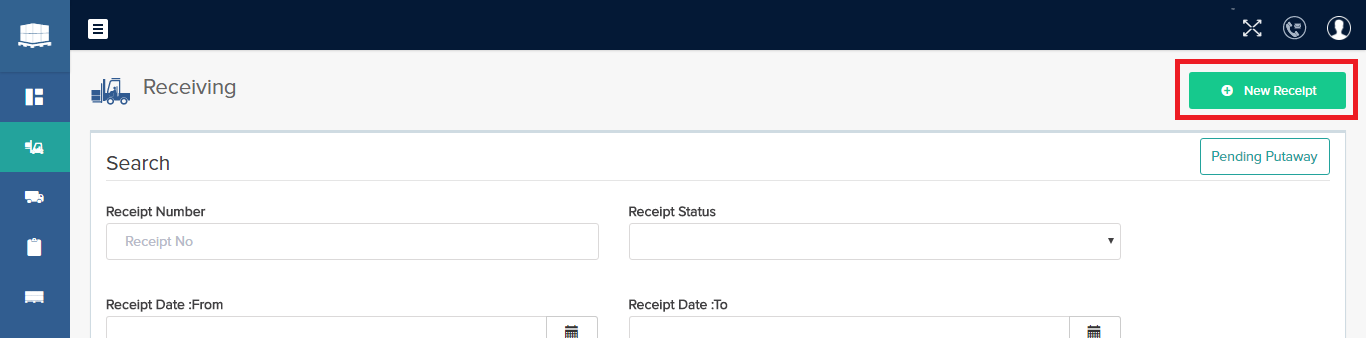 Receiving
New Receipt
Search
Pending Putaway
Receipt Number
Receipt Status
Receipt No
Receipt Date :From
Receipt Date :To